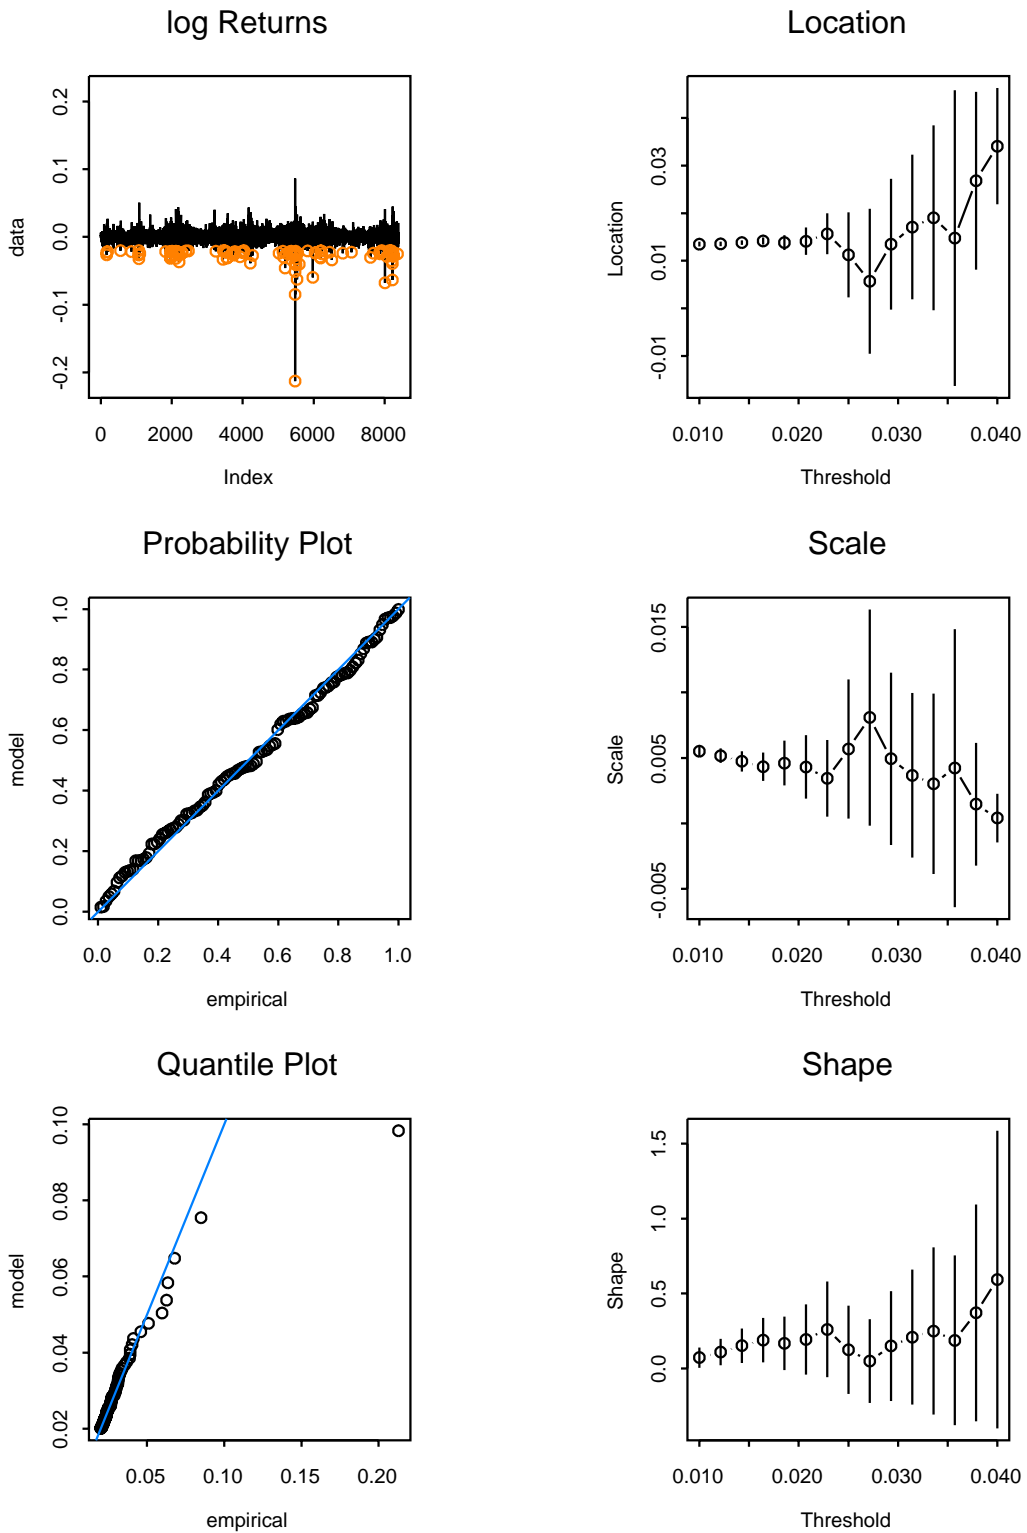 log Returns
data
0.2
0.1
0.0
-0.1
-0.2
0 2000 4000 6000 8000
Index
Location
Location
0.03
0.01
-0.01
0.010 0.020 0.030 0.040
Threshold
Probability Plot
model
1.0
0.8
0.6
0.4
0.2
0.0
0.0 0.2 0.4 0.6 0.8 1.0
empirical
Scale
Scale
0.015
0.005
-0.005
0.010 0.020 0.030 0.040
Threshold
Quantile Plot
model
0.10
0.08
0.06
0.04
0.02
0.05 0.10 0.15 0.20
empirical
Shape
Shape
1.5
1.0
0.5
0.0
0.010 0.020 0.030 0.040
Threshold